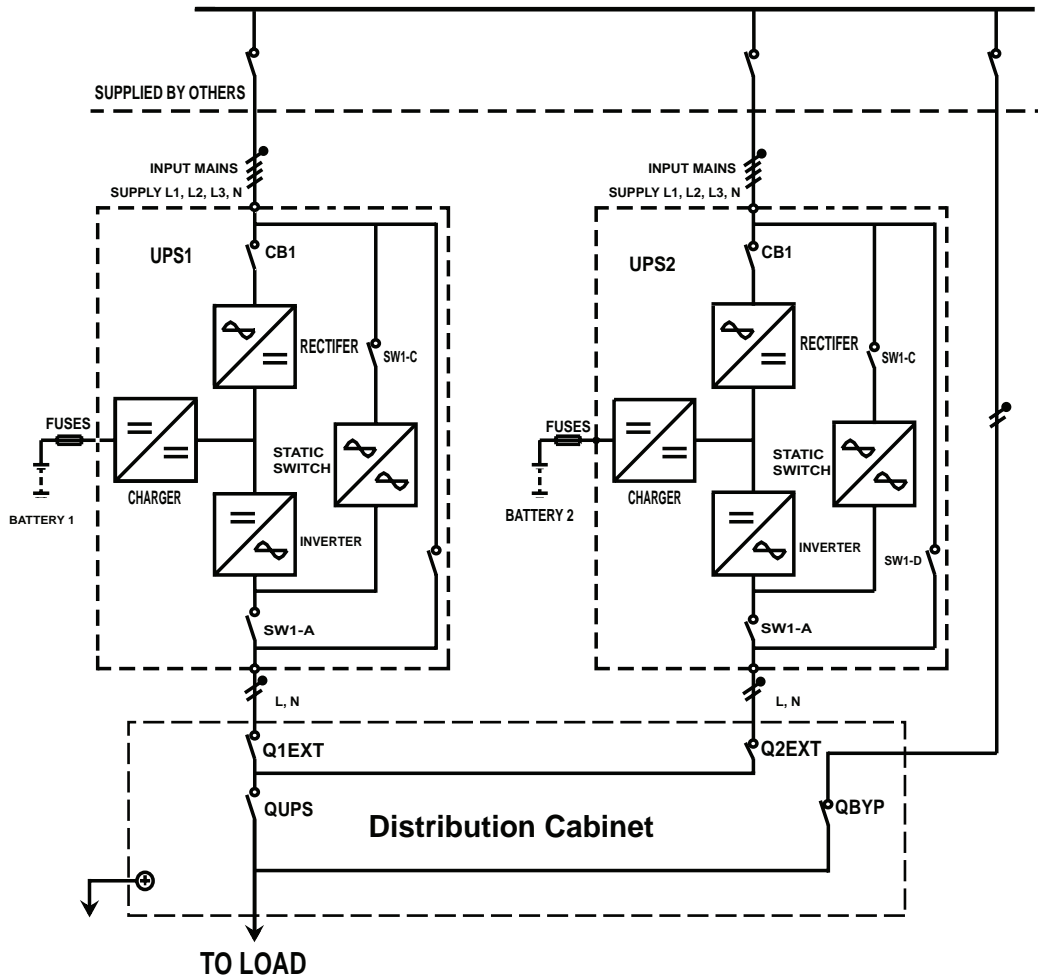 SUPPLIED BY OTHERS
INPUT MAINS
SUPPLY L1, L2, L3, N
INPUT MAINS
SUPPLY L1, L2, L3, N
UPS1
CB1
RECTIFER
SW1-C
FUSES
STATIC
SWITCH
CHARGER
BATTERY 1
INVERTER
SW1-A
L, N
UPS2
CB1
RECTIFER
SW1-C
FUSES
STATIC
SWITCH
CHARGER
BATTERY 2
INVERTER
SW1-D
SW1-A
L, N
Q1EXT
Q2EXT
QUPS
QBYP
Distribution Cabinet
TO LOAD